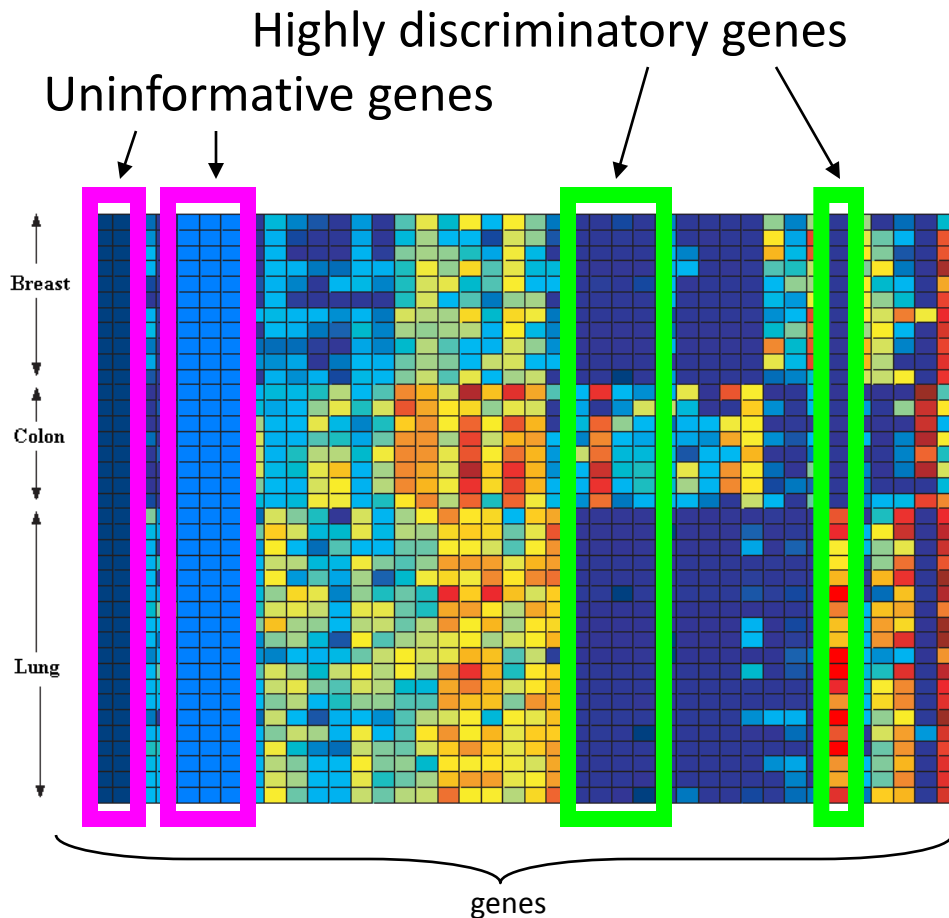 Highly discriminatory genes
Uninformative genes
Breast
Colon
Lung
genes